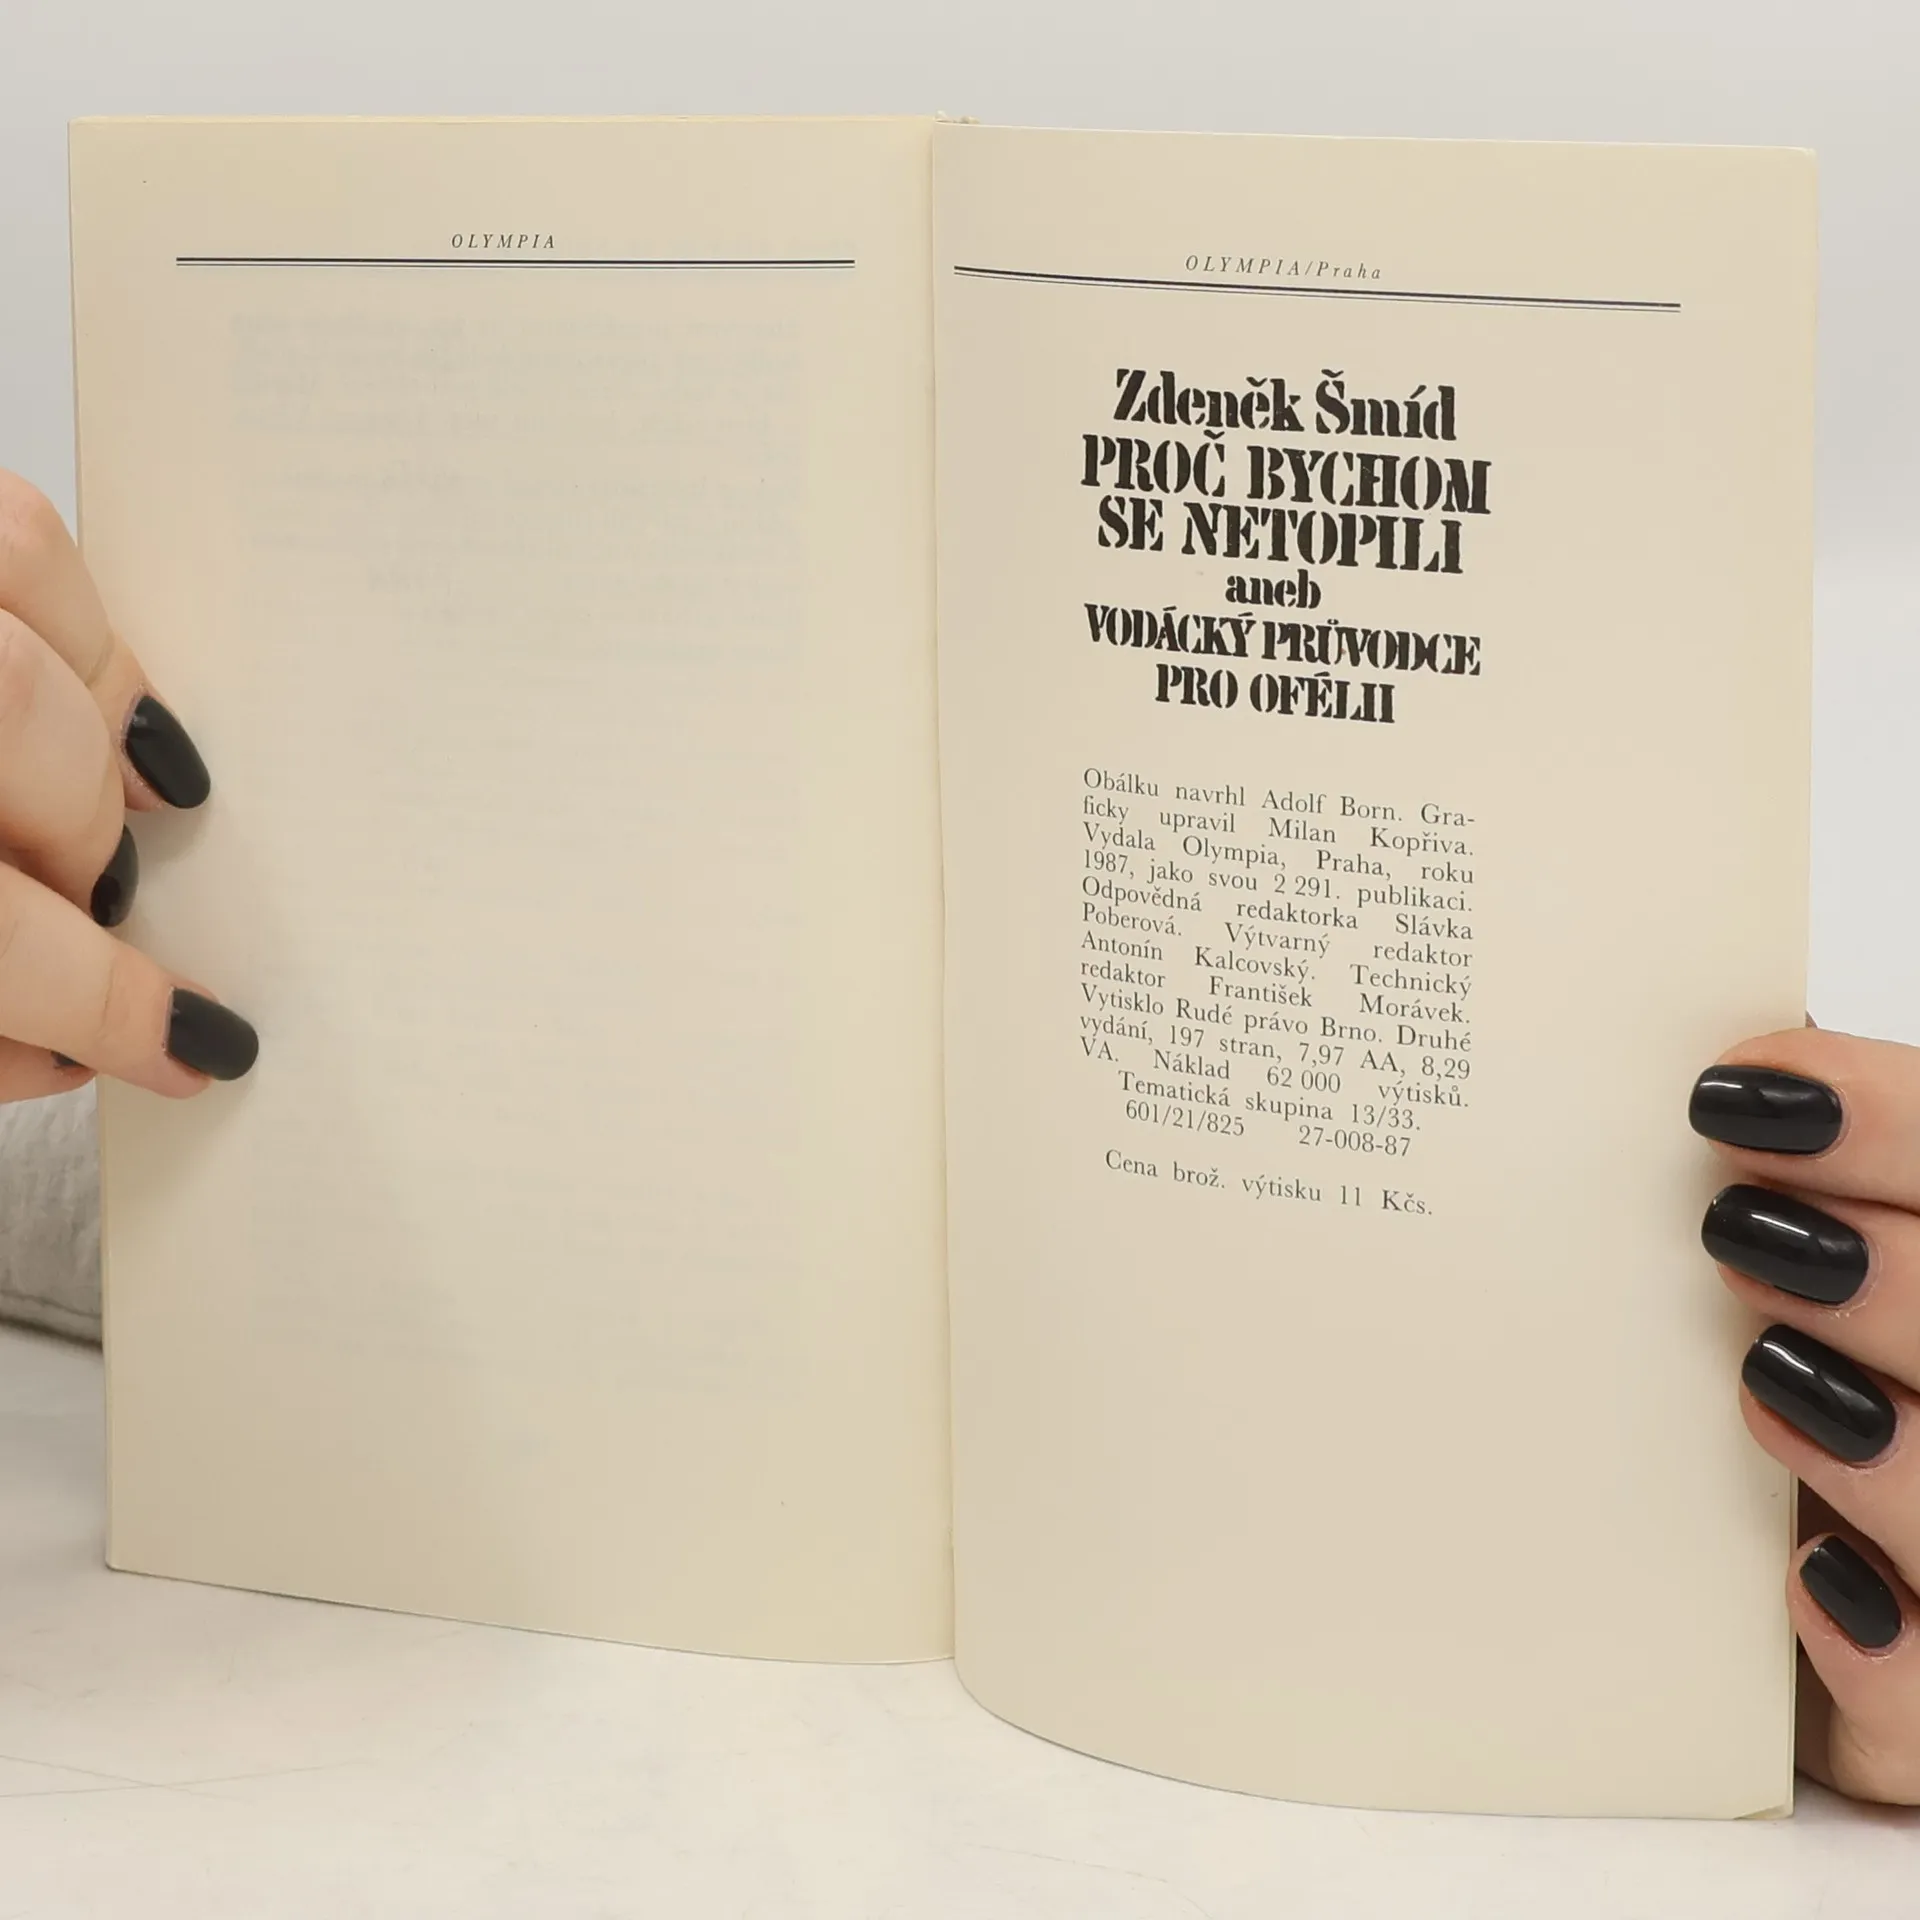 OLYMPIA
OLYMPIA/Praha
Zdeněk Šmíd
PROČ BYCHOM
SE NETOPILI
aneb
VODÁCKÝ PRŮVODCE
PRO OFÉLII
Obálku navrhl Adolf Born. Gra-
ficky upravil Milan Kopřiva.
Vydala Olympia, Praha, roku
1987, jako svou 2 291. publikaci.
Odpovědná redaktorka Slávka
Poberová. Výtvarný redaktor
Antonín Kalcovský. Technický
redaktor František Morávek.
Vytisklo Rudé právo Brno. Druhé
vydání, 197 stran, 7,97 AA, 8,29
VA. Náklad 62 000 výtisků.
Tematická skupina 13/33.
601/21/825 27-008-87
Cena brož. výtisku 11 Kčs.